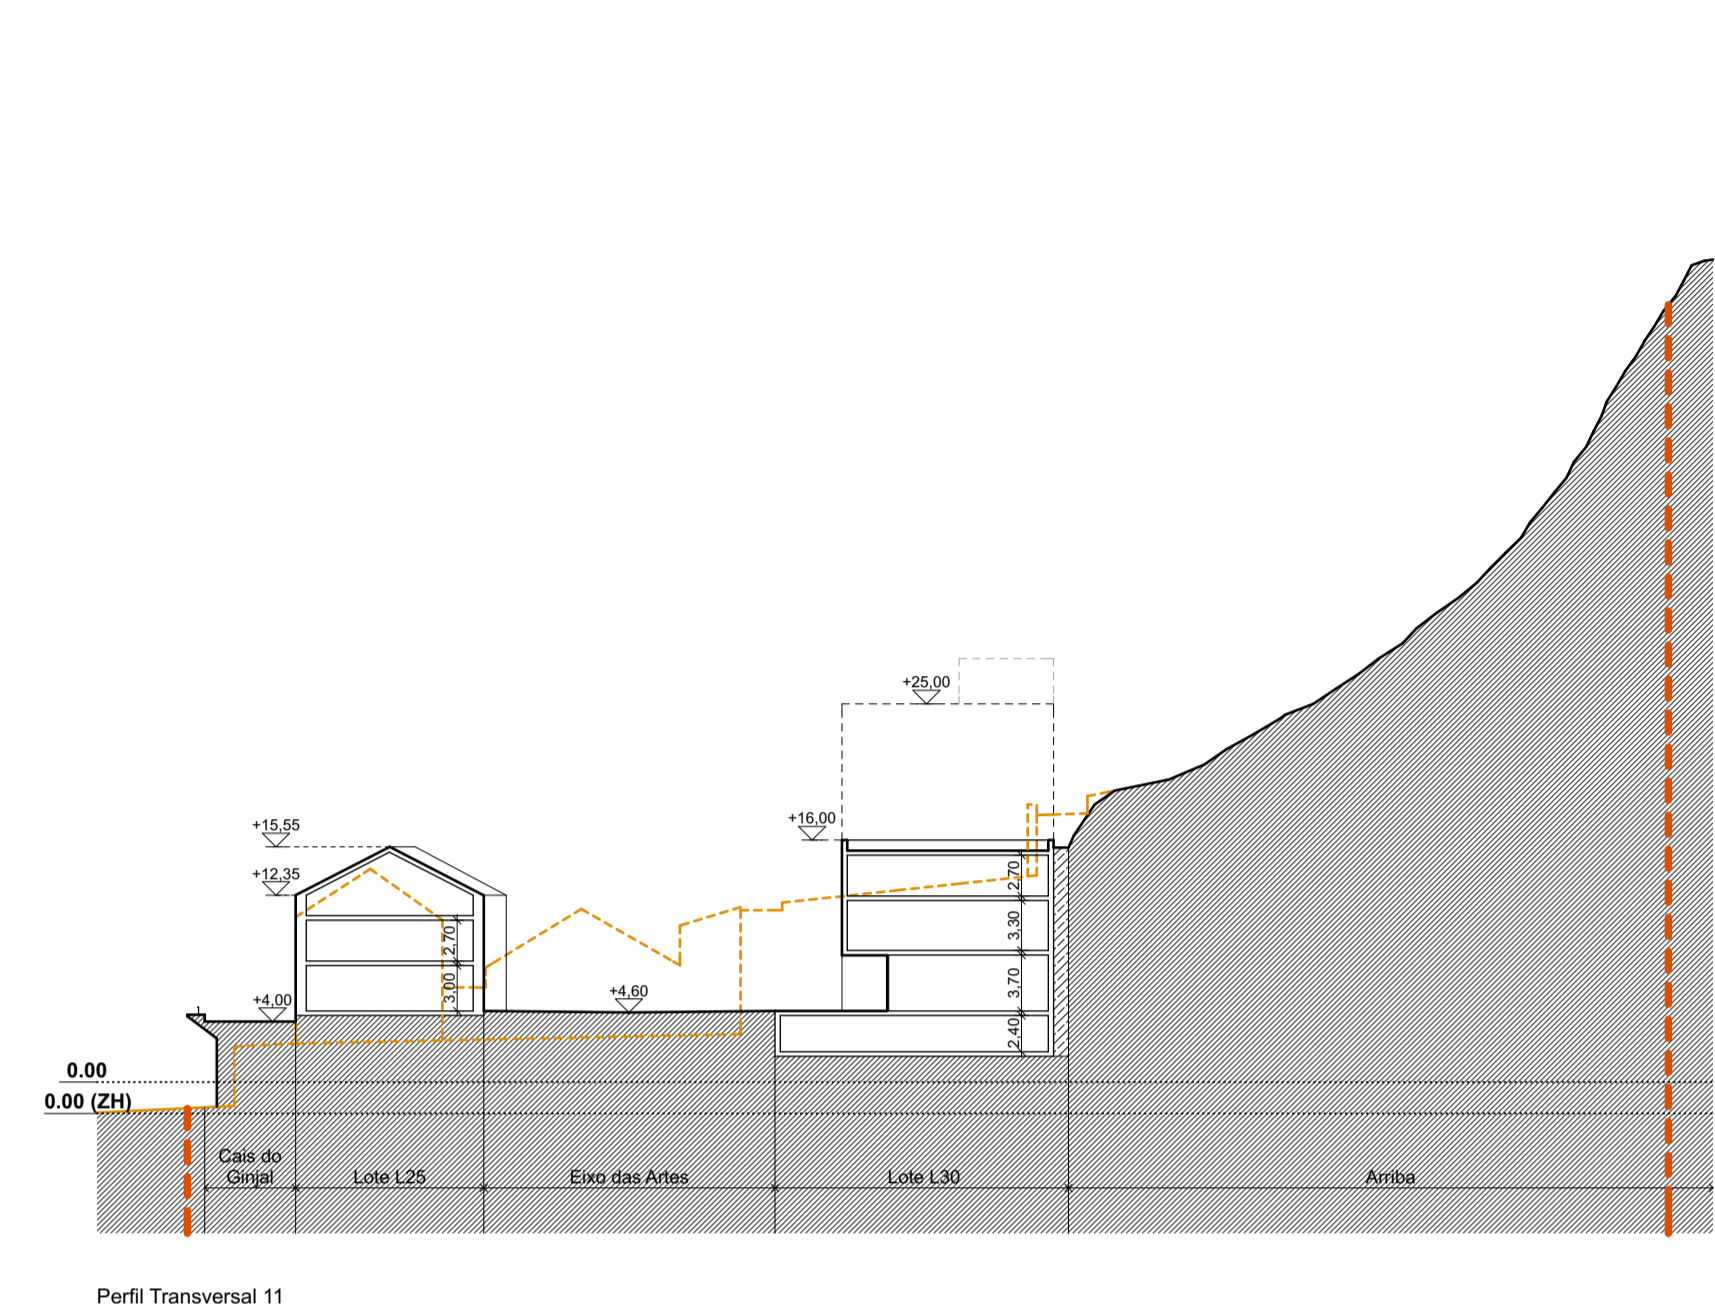 +25,00
+16,00
+15,55
+12,35
2,70
3,30
2,70
3,00
3,70
+4,00
+4,60
2,40
0.00
0.00 (ZH)
Cais do
Ginjal
Lote L25
Eixo das Artes
Lote L30
Arriba
Perfil Transversal 11